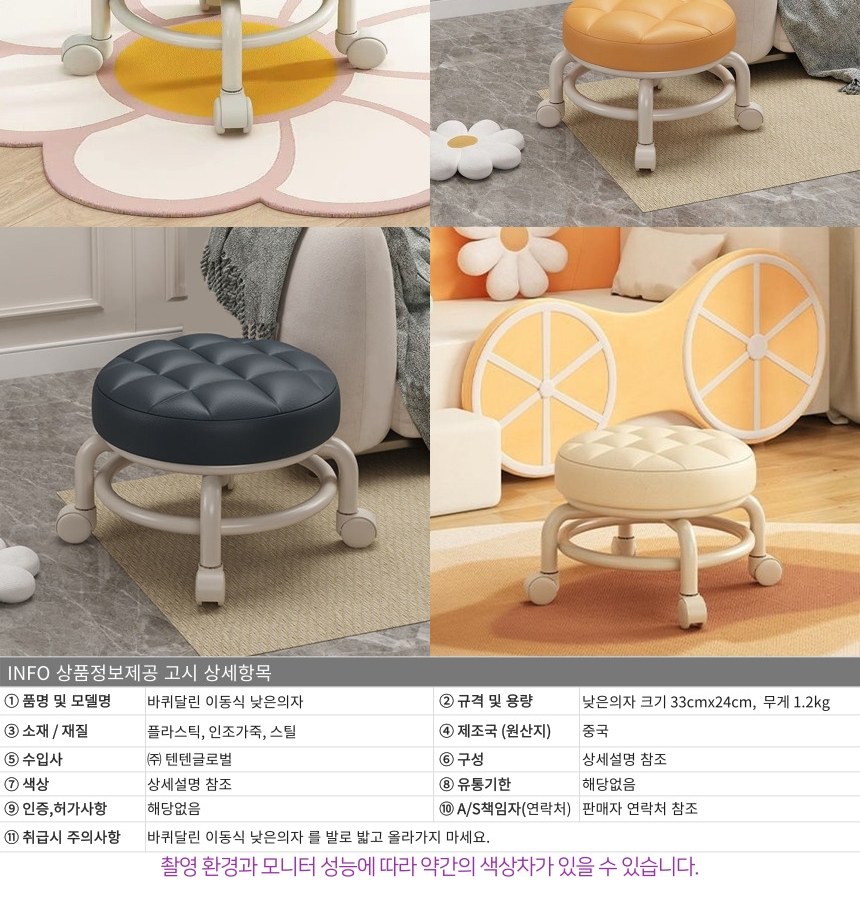 INFO 상품정보제공 고시 상세항목
① 품명 및 모델명 바퀴달린 이동식 낮은의자 ② 규격 및 용량 낮은의자 크기 33cmx24cm, 무게 1.2kg
③ 소재 / 재질 플라스틱, 인조가죽, 스틸 ④ 제조국 (원산지) 중국
⑤ 수입사 ㈜ 텐텐글로벌 ⑥ 구성 상세설명 참조
⑦ 색상 상세설명 참조 ⑧ 유통기한 해당없음
⑨ 인증,허가사항 해당없음 ⑩ A/S책임자(연락처) 판매자 연락처 참조
⑪ 취급시 주의사항 바퀴달린 이동식 낮은의자 를 발로 밟고 올라가지 마세요.
촬영 환경과 모니터 성능에 따라 약간의 색상차가 있을 수 있습니다.